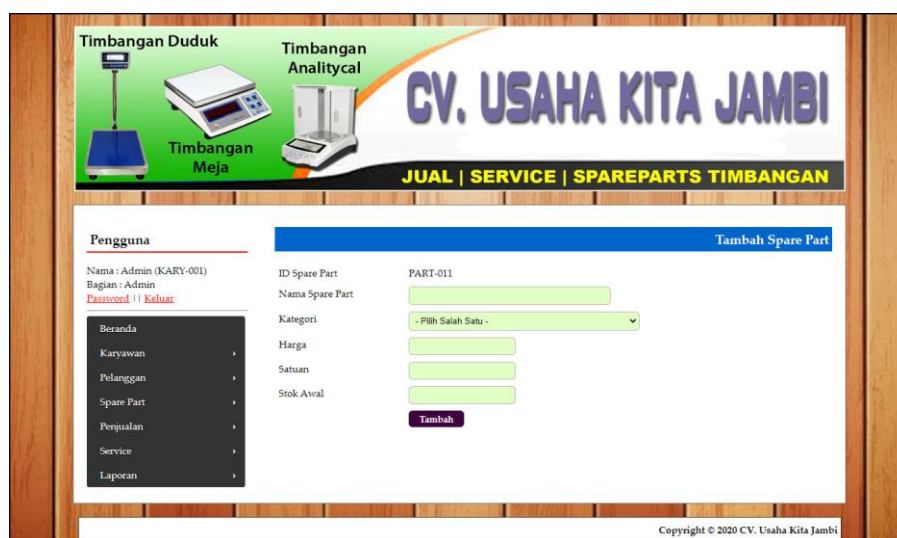 Timbangan Duduk
Timbangan
Analitycal
Timbangan
Meja
CV. USAHA KITA JAMBI
JUAL | SERVICE | SPAREPARTS TIMBANGAN
Pengguna
Nama : Admin (KARY-001)
Bagian : Admin
Password || Keluar
Beranda
Karyawan
Pelanggan
Spare Part
Penjualan
Service
Laporan
Tambah Spare Part
ID Spare Part PART-011
Nama Spare Part
Kategori - Pilih Salah Satu -
Harga
Satuan
Stok Awal
Tambah
Copyright © 2020 CV. Usaha Kita Jambi